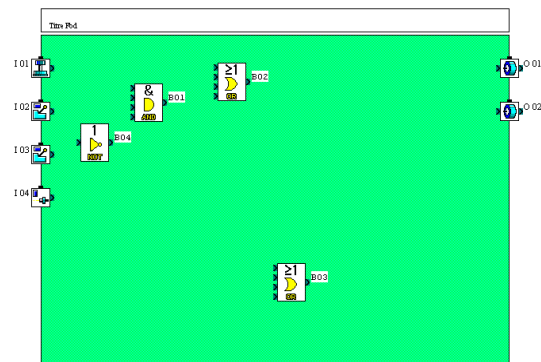 Titre Fbd
I 01
O 01
≥1
B02
OR
&
B01
AND
I 02
O 02
1
B04
NOT
I 03
I 04
≥1
B03
OR